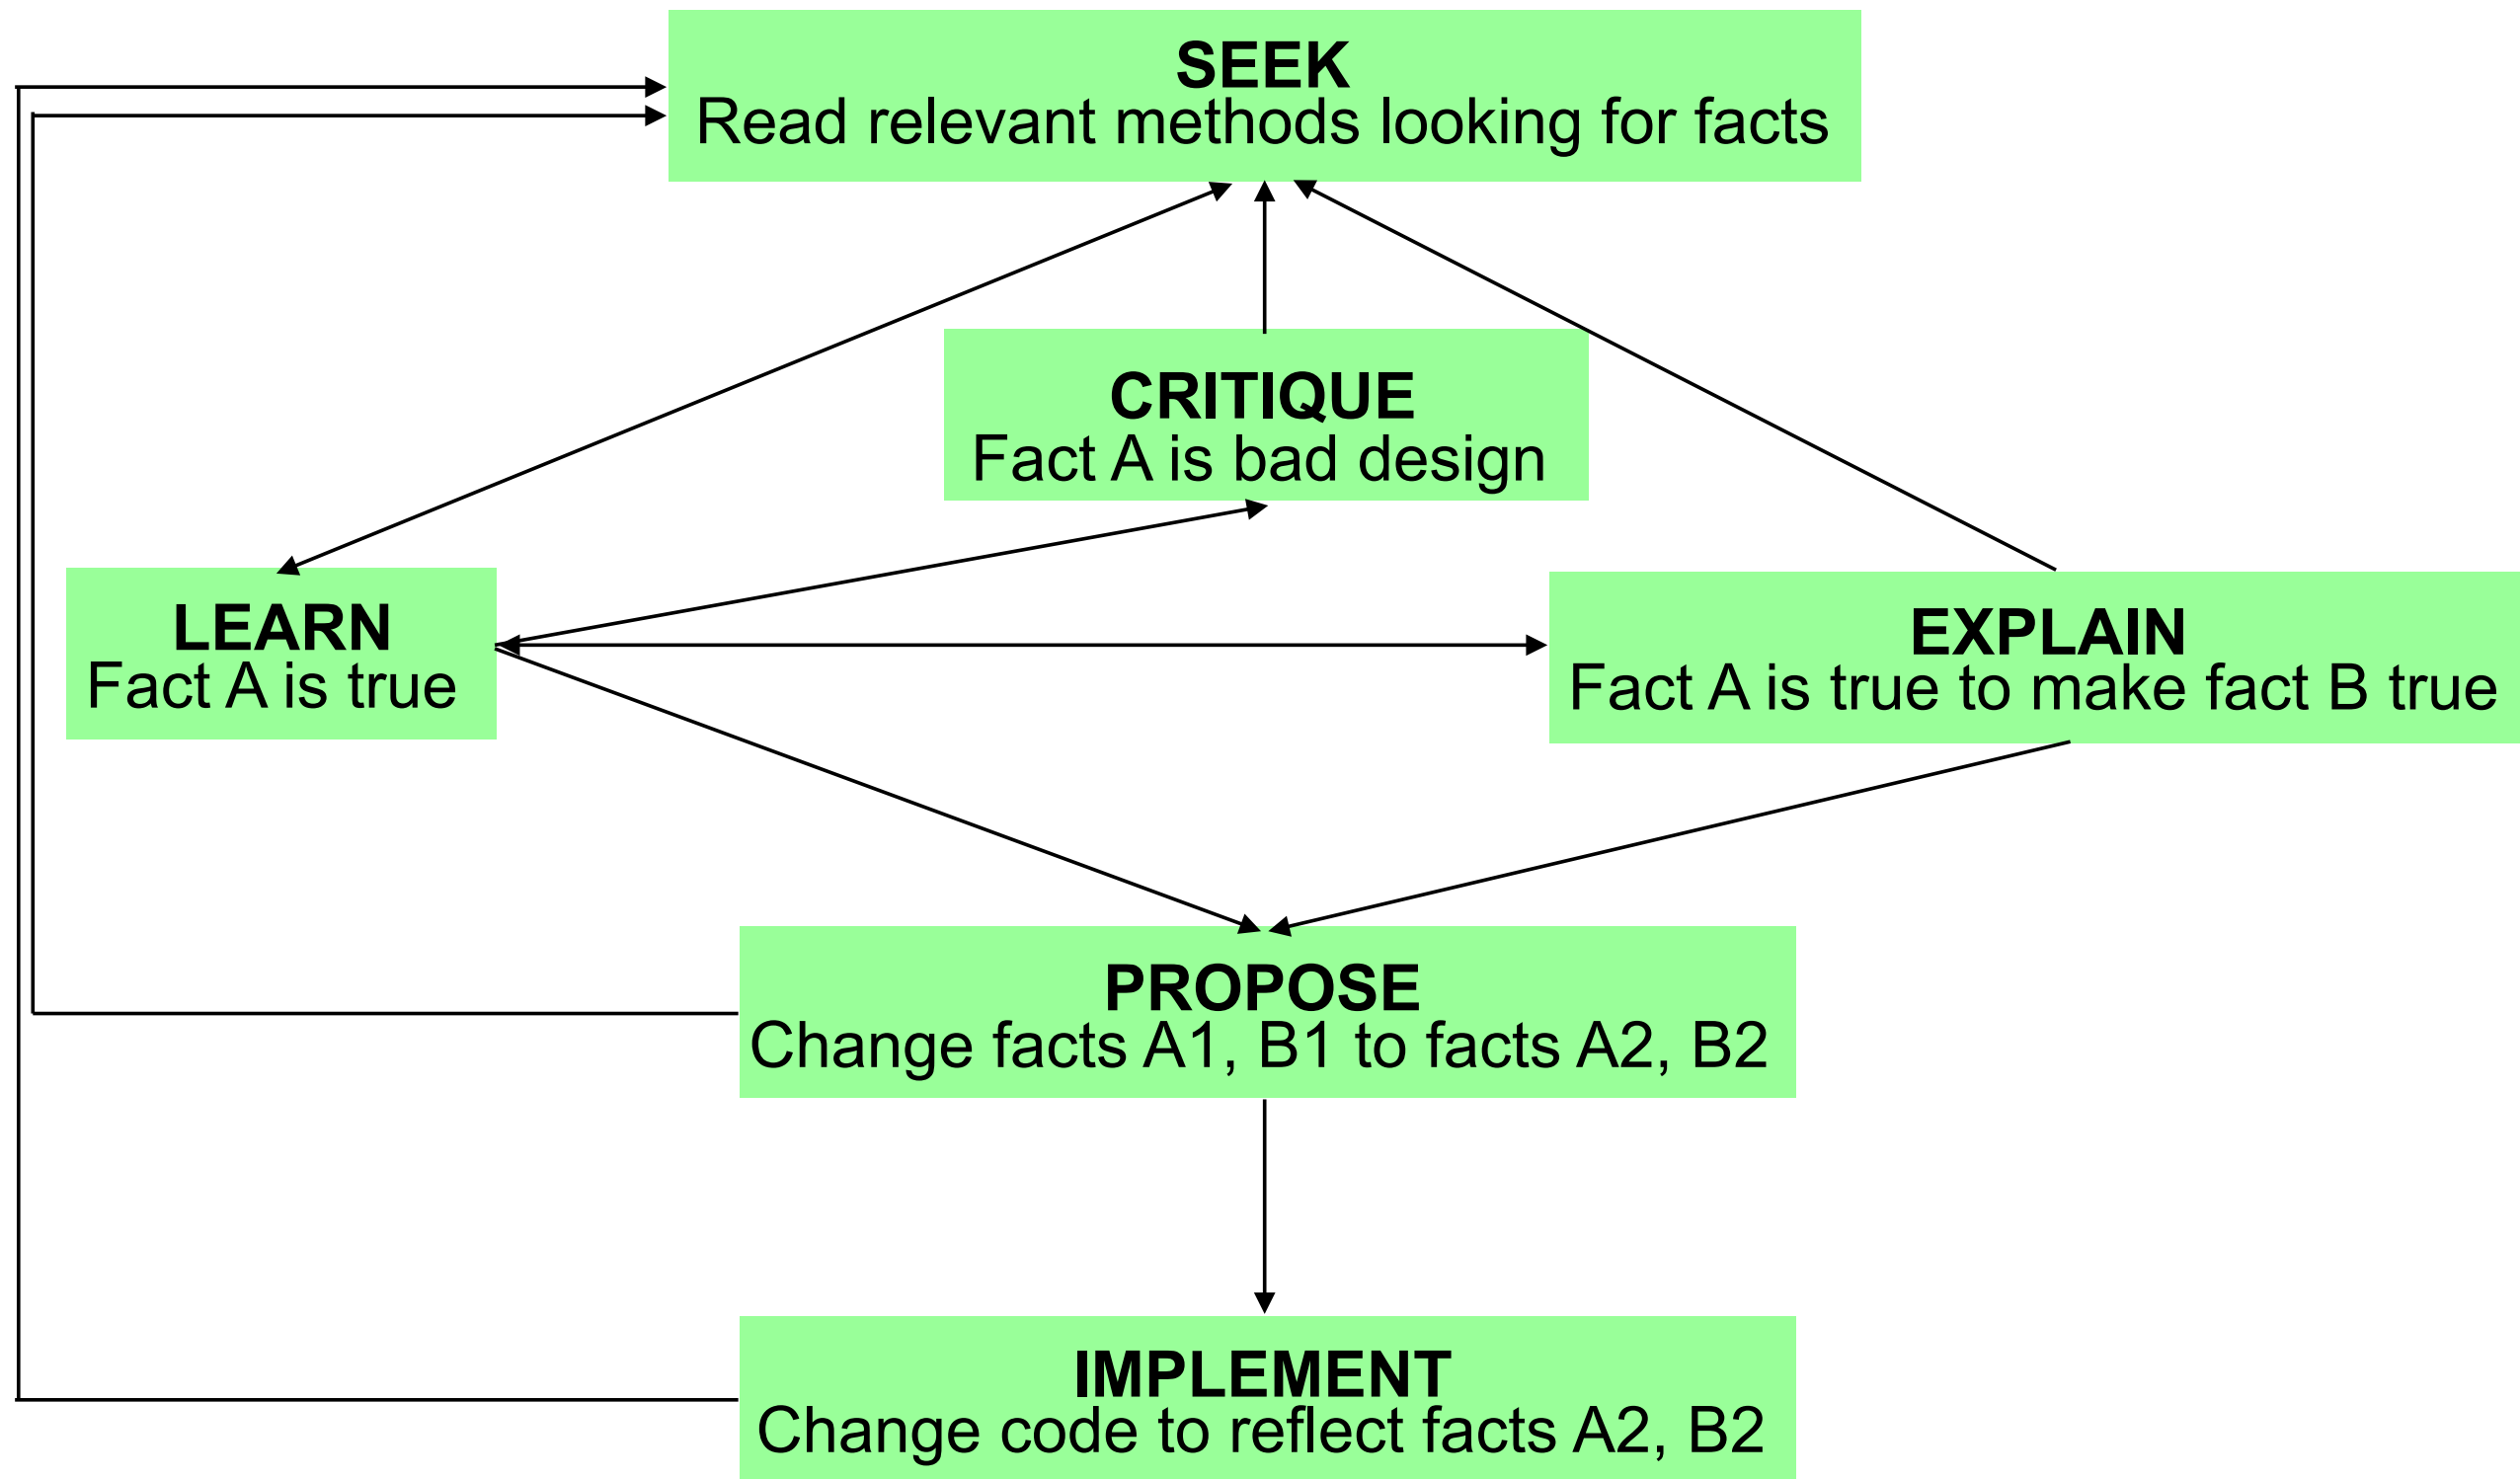 SEEK
Read relevant methods looking for facts
CRITIQUE
Fact A is bad design
LEARN
Fact A is true
EXPLAIN
Fact A is true to make fact B true
PROPOSE
Change facts A1, B1 to facts A2, B2
IMPLEMENT
Change code to reflect facts A2, B2